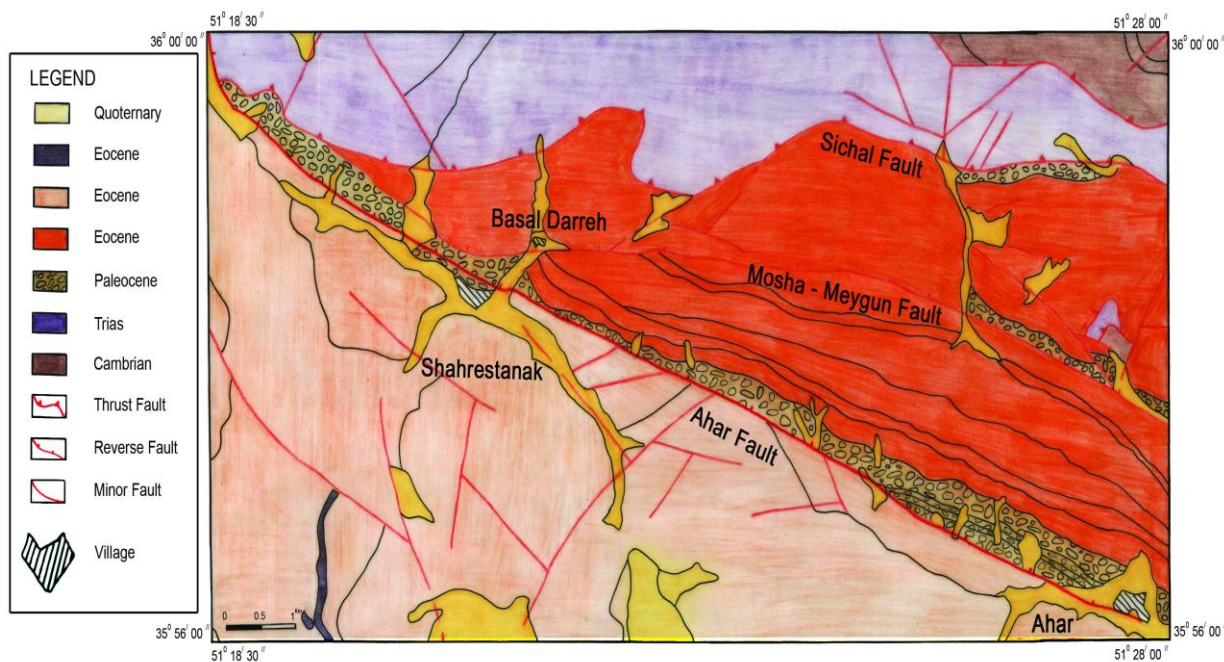 51° 18' 30"
51° 28' 00"
36° 00' 00"
36° 00' 00"
LEGEND
Quoternary
Eocene
Eocene
Eocene
Paleocene
Trias
Cambrian
Thrust Fault
Reverse Fault
Minor Fault
Village
Sichal Fault
Basal Darreh
Mosha - Meygun Fault
Shahrestanak
Ahar Fault
0 0.5 1 Km
Ahar
35° 56' 00"
35° 56' 00"
51° 18' 30"
51° 28' 00"